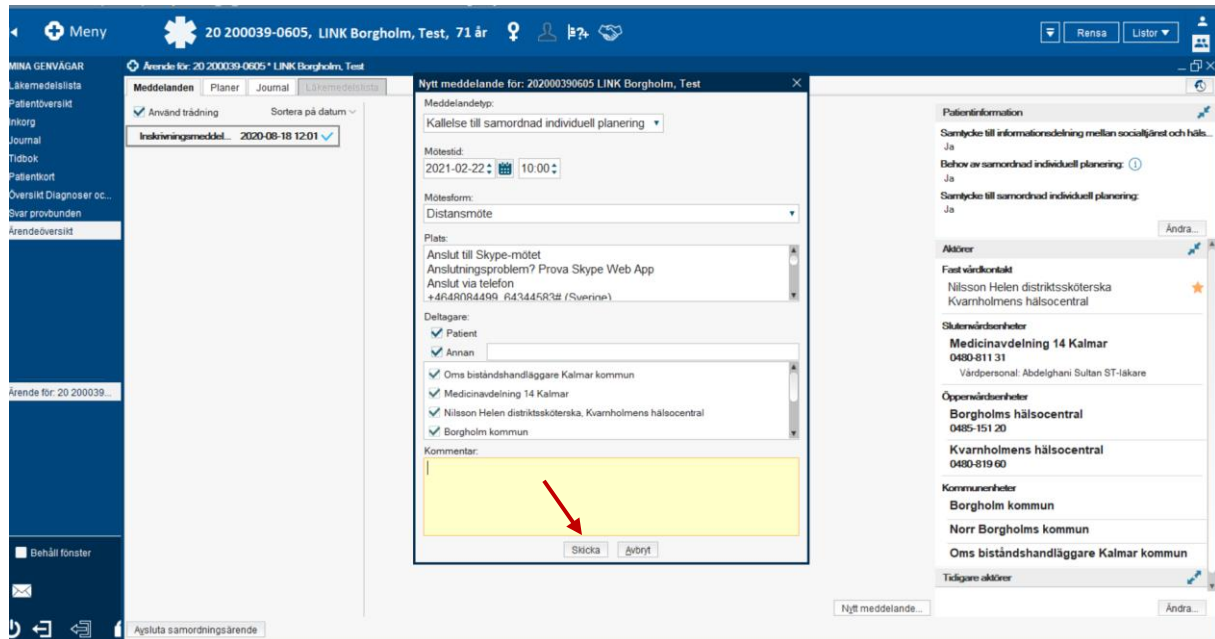 Meny
20 200039-0605, LINK Borgholm, Test, 71 år
Rensa
Listor
MINA GENVÄGAR
Läkemedelslista
Patientöversikt
Inkorg
Journal
Tidbok
Patientkort
Översikt Diagnoser oc...
Svar provbunden
Ärendeöversikt
Ärende för: 20 200039...
Behåll fönster
Ärende för: 20 200039-0605 * LINK Borgholm, Test
Meddelanden Planer Journal Läkemedelslista
Använd trådning Sortera på datum
Inskrivningsmeddel... 2020-08-18 12:01
Avsluta samordningsärende
Nytt meddelande för: 202000390605 LINK Borgholm, Test
Meddelandetyp:
Kallelse till samordnad individuell planering
Mötestid:
2021-02-22 10:00
Mötesform:
Distansmöte
Plats:
Anslut till Skype-mötet
Anslutningsproblem? Prova Skype Web App
Anslut via telefon
+4648084499, 64344583# (Sverige)
Deltagare:
Patient
Annan
Oms biståndshandläggare Kalmar kommun
Medicinavdelning 14 Kalmar
Nilsson Helen distriktssköterska, Kvarnholmens hälsocentral
Borgholm kommun
Kommentar:
Skicka Avbryt
Nytt meddelande...
Patientinformation
Samtycke till informationsdelning mellan socialtjänst och häls...
Ja
Behov av samordnad individuell planering:
Ja
Samtycke till samordnad individuell planering:
Ja
Ändra...
Aktörer
Fast vårdkontakt
Nilsson Helen distriktssköterska
Kvarnholmens hälsocentral
Slutenvårdsenheter
Medicinavdelning 14 Kalmar
0480-811 31
Vårdpersonal: Abdelghani Sultan ST-läkare
Öppenvårdsenheter
Borgholms hälsocentral
0485-151 20
Kvarnholmens hälsocentral
0480-819 60
Kommunenheter
Borgholm kommun
Norr Borgholms kommun
Oms biståndshandläggare Kalmar kommun
Tidigare aktörer
Ändra...